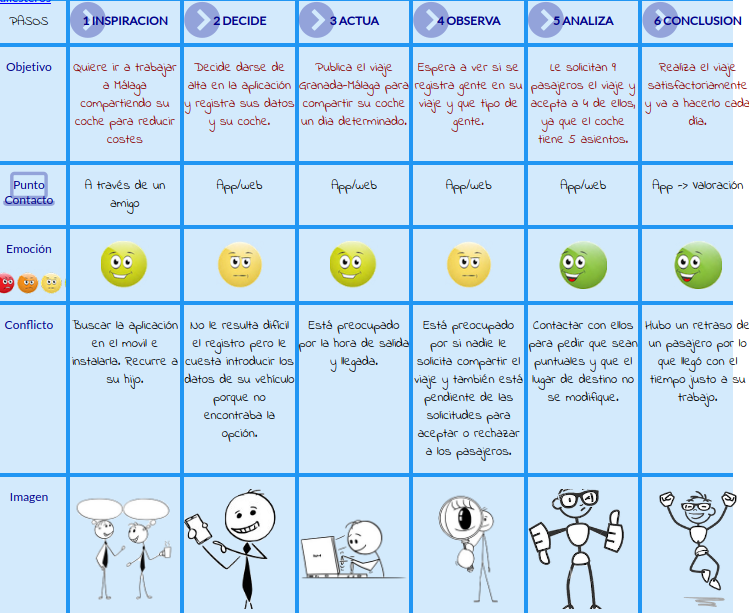 PASOS
1 INSPIRACION
2 DECIDE
3 ACTUA
4 OBSERVA
5 ANALIZA
6 CONCLUSION
Objetivo
Quiere ir a trabajar
a Málaga
compartiendo su
coche para reducir
costes
Decide darse de
alta en la aplicación
y registra sus datos
y su coche.
Publica el viaje
Granada-Málaga para
compartir su coche
un dia determinado.
Espera a ver si se
registra gente en su
viaje y que tipo de
gente.
Le solicitan 9
pasajeros el viaje y
acepta a 4 de ellos,
ya que el coche
tiene 5 asientos.
Realiza el viaje
satisfactoriamente
y va a hacerlo cada
dia.
Punto
Contacto
A través de un
amigo
App/web
App/web
App/web
App/web
App -> Valoración
Emoción
Conflicto
Buscar la aplicación
en el movil e
instalarla. Recurre a
su hijo.
No le resulta dificil
el registro pero le
cuesta introducir los
datos de su vehículo
porque no
encontraba la
opción.
Está preocupado
por la hora de salida
y llegada.
Está preocupado
por si nadie le
solicita compartir el
viaje y también está
pendiente de las
solicitudes para
aceptar o rechazar
a los pasajeros.
Contactar con ellos
para pedir que sean
puntuales y que el
lugar de destino no
se modifique.
Hubo un retraso de
un pasajero por lo
que llegó con el
tiempo justo a su
trabajo.
Imagen